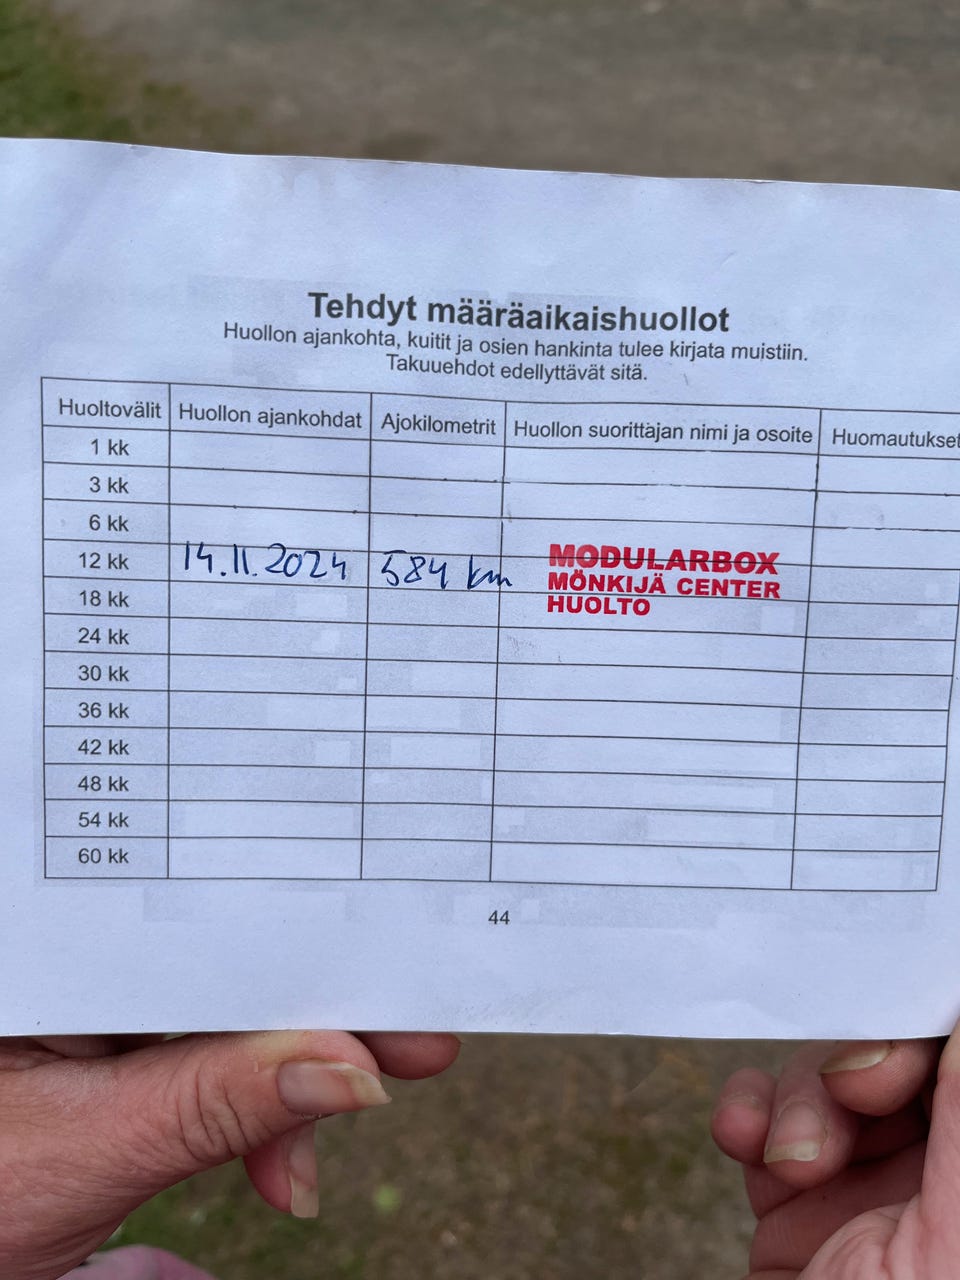 Tehdyt määräaikaishuollot
Huollon ajankohta, kuitit ja osien hankinta tulee kirjata muistiin.
Takuuehdot edellyttävät sitä.
Huoltovälit Huollon ajankohdat Ajokilometrit Huollon suorittajan nimi ja osoite Huomautukset
1 kk
3 kk
6 kk
12 kk 14.11.2024 584 km MODULARBOX
MÖNKIJÄ CENTER
HUOLTO
18 kk
24 kk
30 kk
36 kk
42 kk
48 kk
54 kk
60 kk
44